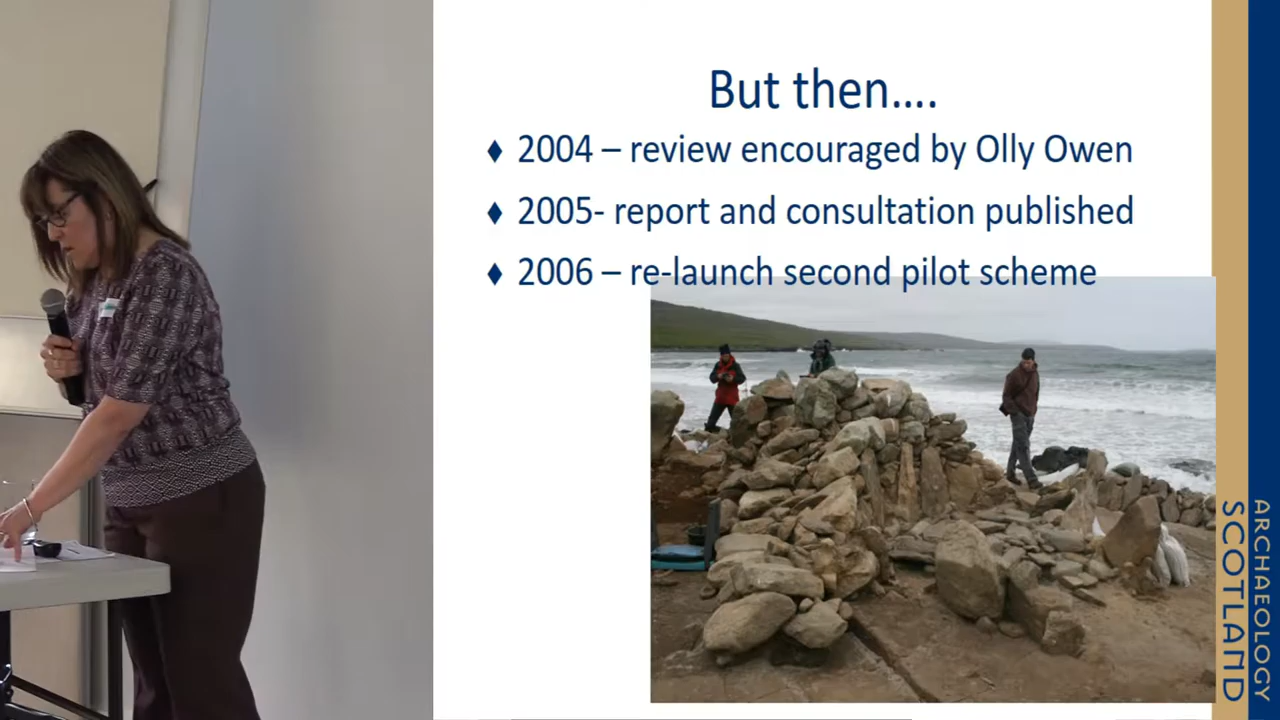 But then....
♦ 2004 – review encouraged by Olly Owen
♦ 2005- report and consultation published
♦ 2006 – re-launch second pilot scheme
ARCHAEOLOGY
SCOTLAND